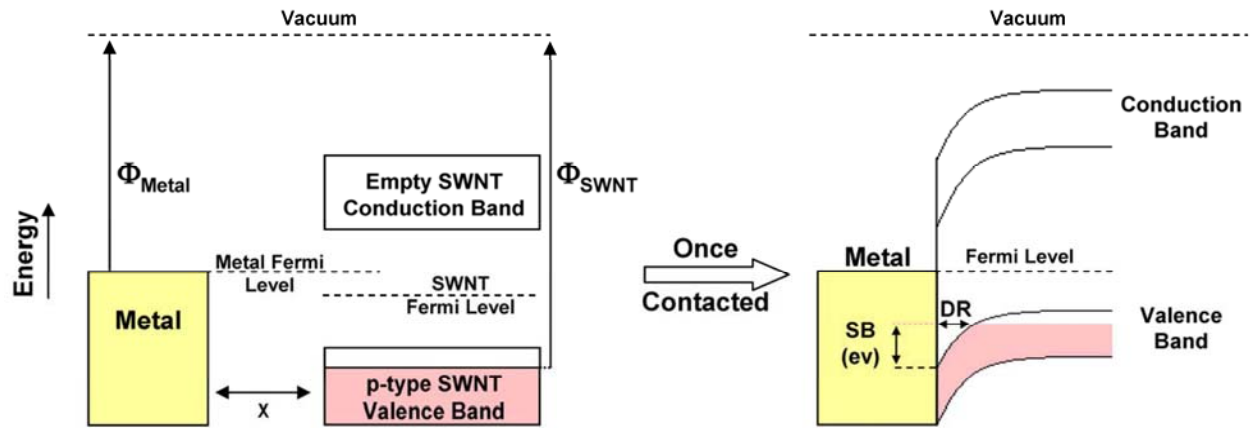 Vacuum
ΦMetal
Empty SWNT
Conduction Band
ΦSWNT
Energy
Metal Fermi
Level
SWNT
Fermi Level
Metal
X
p-type SWNT
Valence Band
Once
Contacted
Vacuum
Conduction
Band
Metal
Fermi Level
DR
SB
(ev)
Valence
Band